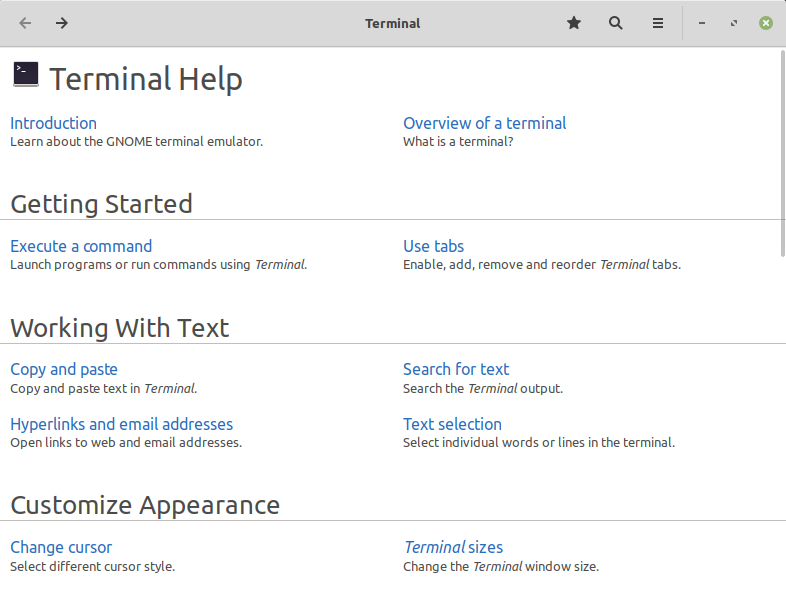 Terminal
Terminal Help
Introduction
Learn about the GNOME terminal emulator.
Overview of a terminal
What is a terminal?
Getting Started
Execute a command
Launch programs or run commands using Terminal.
Use tabs
Enable, add, remove and reorder Terminal tabs.
Working With Text
Copy and paste
Copy and paste text in Terminal.
Search for text
Search the Terminal output.
Hyperlinks and email addresses
Open links to web and email addresses.
Text selection
Select individual words or lines in the terminal.
Customize Appearance
Change cursor
Select different cursor style.
Terminal sizes
Change the Terminal window size.